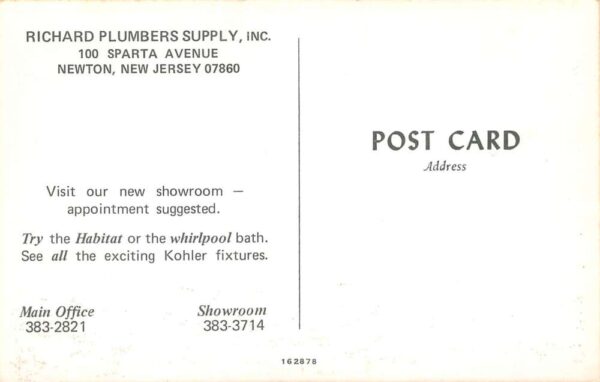 RICHARD PLUMBERS SUPPLY, INC.
100 SPARTA AVENUE
NEWTON, NEW JERSEY 07860
Visit our new showroom —
appointment suggested.
Try the Habitat or the whirlpool bath.
See all the exciting Kohler fixtures.
Main Office
383-2821
Showroom
383-3714
POST CARD
Address
162878